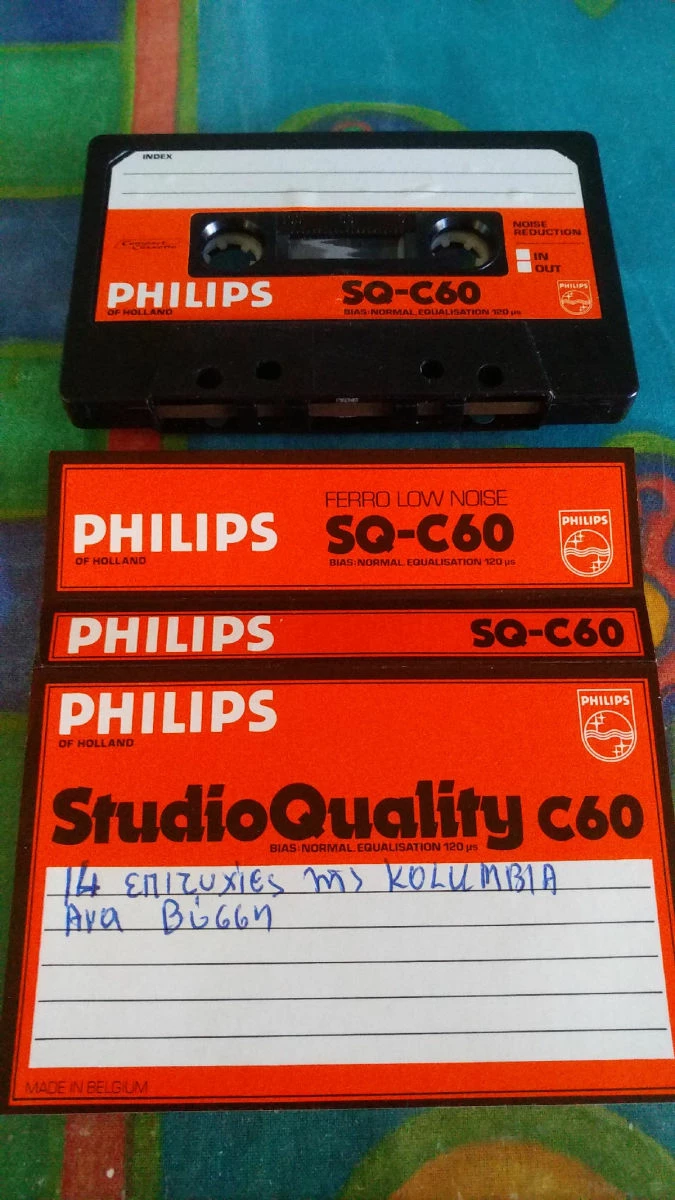 INDEX
Compact Cassette
NOISE REDUCTION
IN
OUT
PHILIPS
OF HOLLAND
SQ-C60
BIAS:NORMAL. EQUALISATION 120 µs
PHILIPS
FERRO LOW NOISE
PHILIPS
OF HOLLAND
SQ-C60
BIAS:NORMAL. EQUALISATION 120 µs
PHILIPS
PHILIPS
SQ-C60
PHILIPS
OF HOLLAND
PHILIPS
StudioQuality C60
BIAS:NORMAL. EQUALISATION 120 µs
14 επιτυχίες της KOLUMBIA
Ανα Βίσση
MADE IN BELGIUM